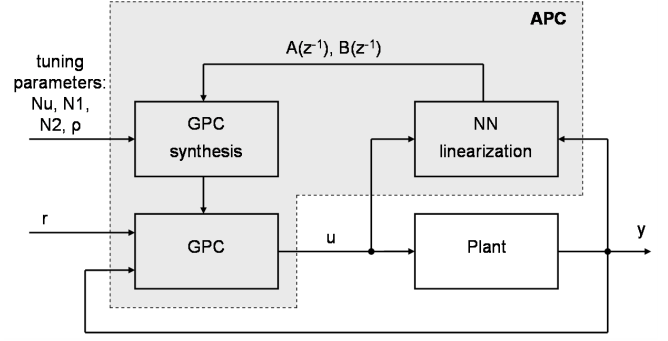 APC
A(z⁻¹), B(z⁻¹)
tuning
parameters:
Nu, N1,
N2, ρ
GPC
synthesis
NN
linearization
r
GPC
u
Plant
y